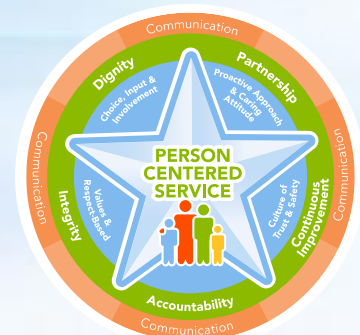 Communication
Dignity
Partnership
Choice, Input &
Involvement
Proactive Approach
& Caring
Attitude
Communication
Communication
PERSON
CENTERED
SERVICE
Integrity
Values &
Respect-Based
Culture of
Trust & Safety
Continuous
Improvement
Accountability
Communication